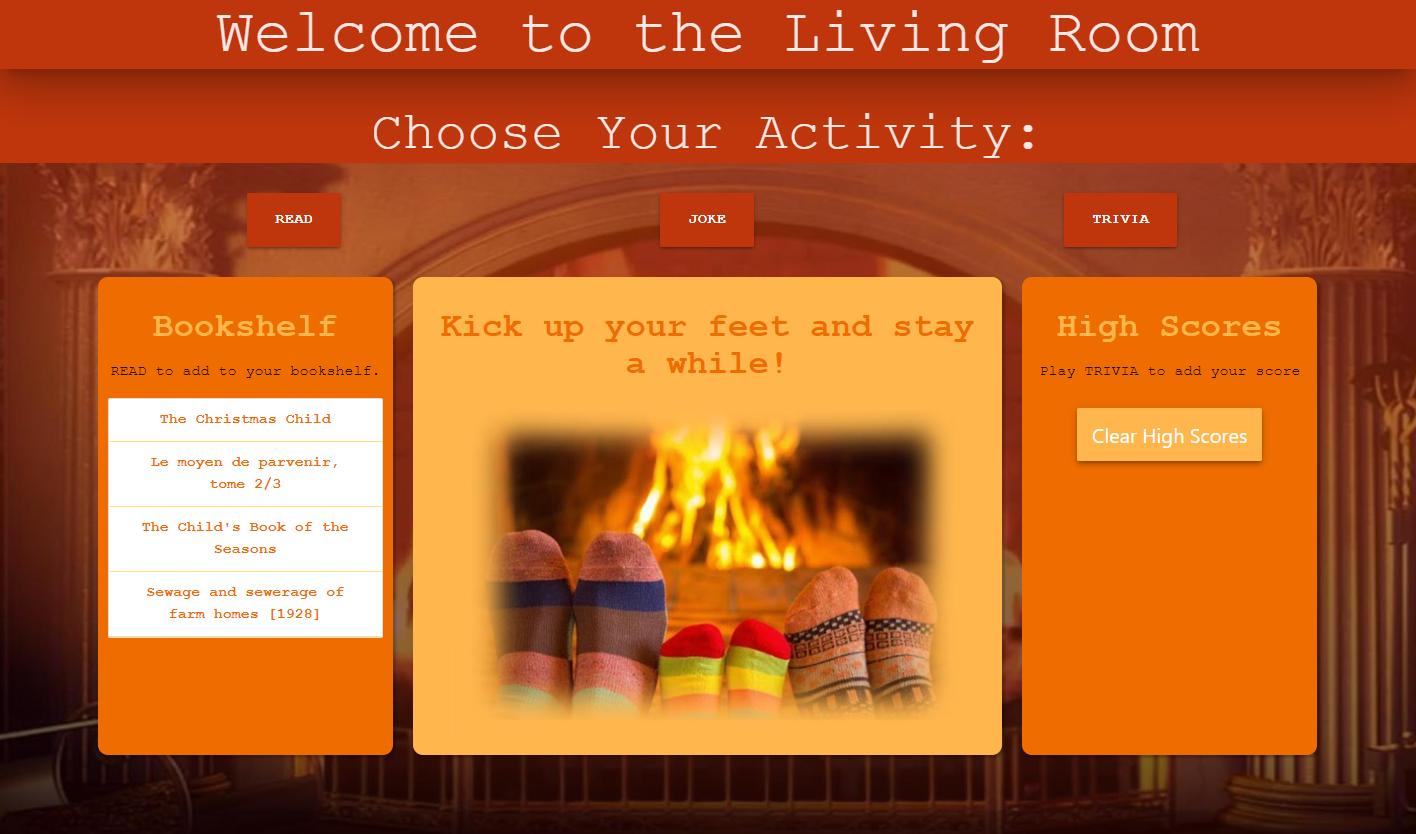 Welcome to the Living Room
Choose Your Activity:
READ
JOKE
TRIVIA
Bookshelf
READ to add to your bookshelf.
The Christmas Child
Le moyen de parvenir,
tome 2/3
The Child's Book of the
Seasons
Sewage and sewerage of
farm homes [1928]
Kick up your feet and stay
a while!
High Scores
Play TRIVIA to add your score
Clear High Scores